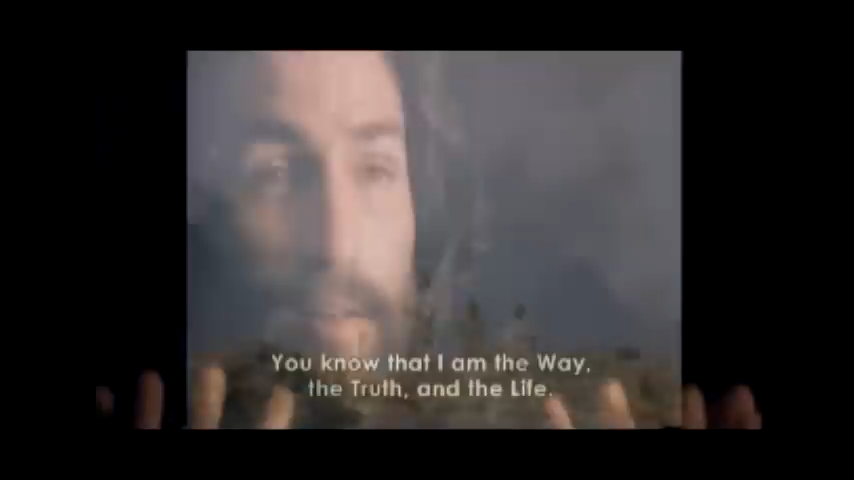 You know that I am the Way,
the Truth, and the Life.